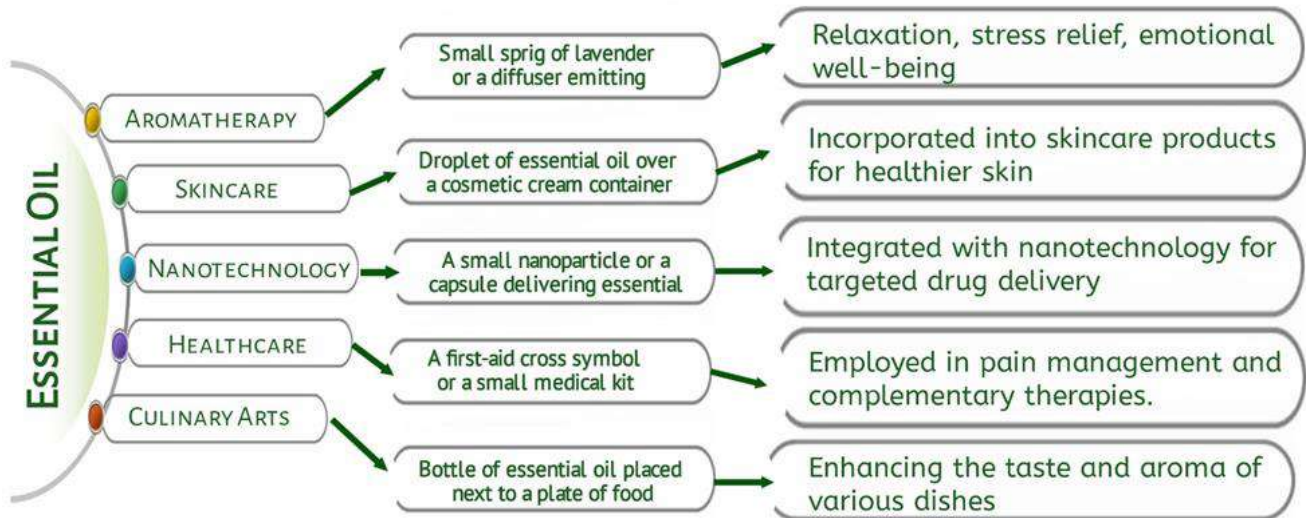 ESSENTIAL OIL
AROMATHERAPY
Small sprig of lavender
or a diffuser emitting
Relaxation, stress relief, emotional
well-being
SKINCARE
Droplet of essential oil over
a cosmetic cream container
Incorporated into skincare products
for healthier skin
NANOTECHNOLOGY
A small nanoparticle or a
capsule delivering essential
Integrated with nanotechnology for
targeted drug delivery
HEALTHCARE
A first-aid cross symbol
or a small medical kit
Employed in pain management and
complementary therapies.
CULINARY ARTS
Bottle of essential oil placed
next to a plate of food
Enhancing the taste and aroma of
various dishes